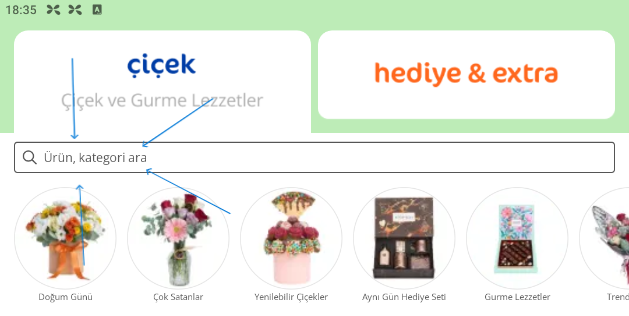 18:35
çiçek
Çiçek ve Gurme Lezzetler
hediye & extra
Ürün, kategori ara
Doğum Günü
Çok Satanlar
Yenilebilir Çiçekler
Aynı Gün Hediye Seti
Gurme Lezzetler
Trend